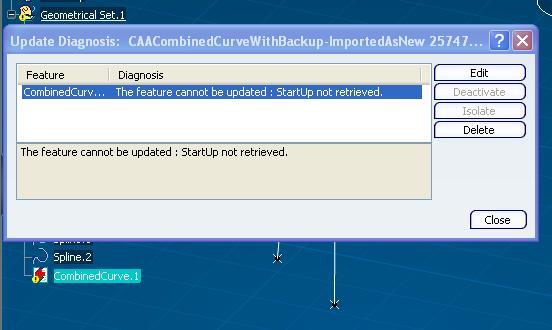 Geometrical Set.1
Update Diagnosis: CAACombinedCurveWithBackup-ImportedAsNew 25747...
Feature Diagnosis
CombinedCurv... The feature cannot be updated : StartUp not retrieved.
Edit
Deactivate
Isolate
Delete
The feature cannot be updated : StartUp not retrieved.
Close
Spline.2
CombinedCurve.1